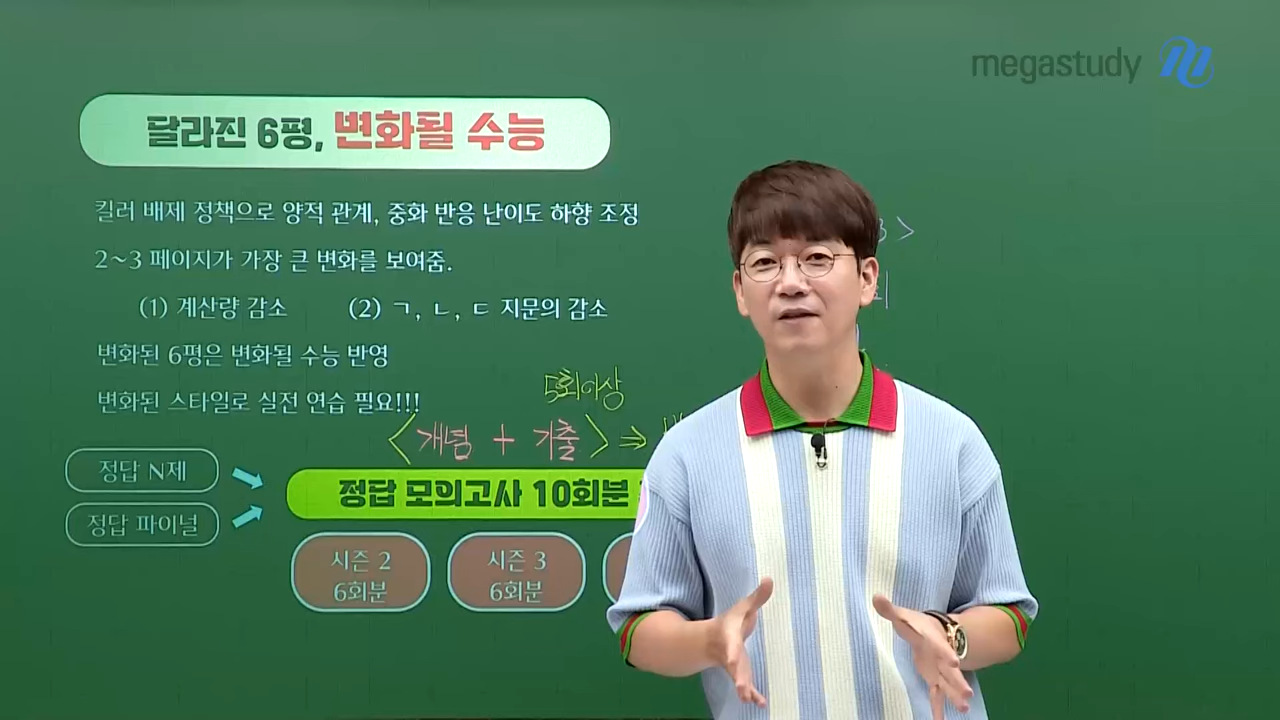 megastudy
달라진 6평, 변화될 수능
킬러 배제 정책으로 양적 관계, 중화 반응 난이도 하향 조정
2~3 페이지가 가장 큰 변화를 보여줌.
(1) 계산량 감소 (2) ㄱ, ㄴ, ㄷ 지문의 감소
변화된 6평은 변화될 수능 반영
변화된 스타일로 실전 연습 필요!!!
5회이상
<개념 + 기출> ⇒
정답 N제
정답 파이널
정답 모의고사 10회분
시즌 2
6회분
시즌 3
6회분